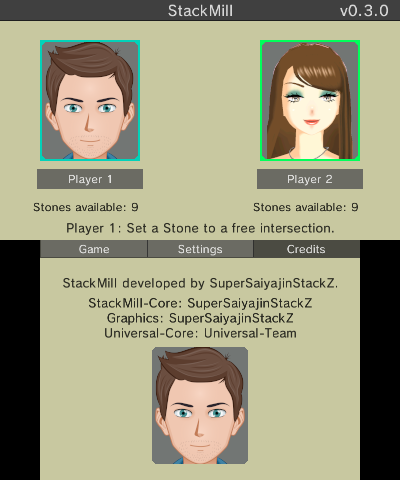 StackMill v0.3.0
Player 1 Player 2
Stones available: 9 Stones available: 9
Player 1: Set a Stone to a free intersection.
Game Settings Credits
StackMill developed by SuperSaiyajinStackZ.
StackMill-Core: SuperSaiyajinStackZ
Graphics: SuperSaiyajinStackZ
Universal-Core: Universal-Team